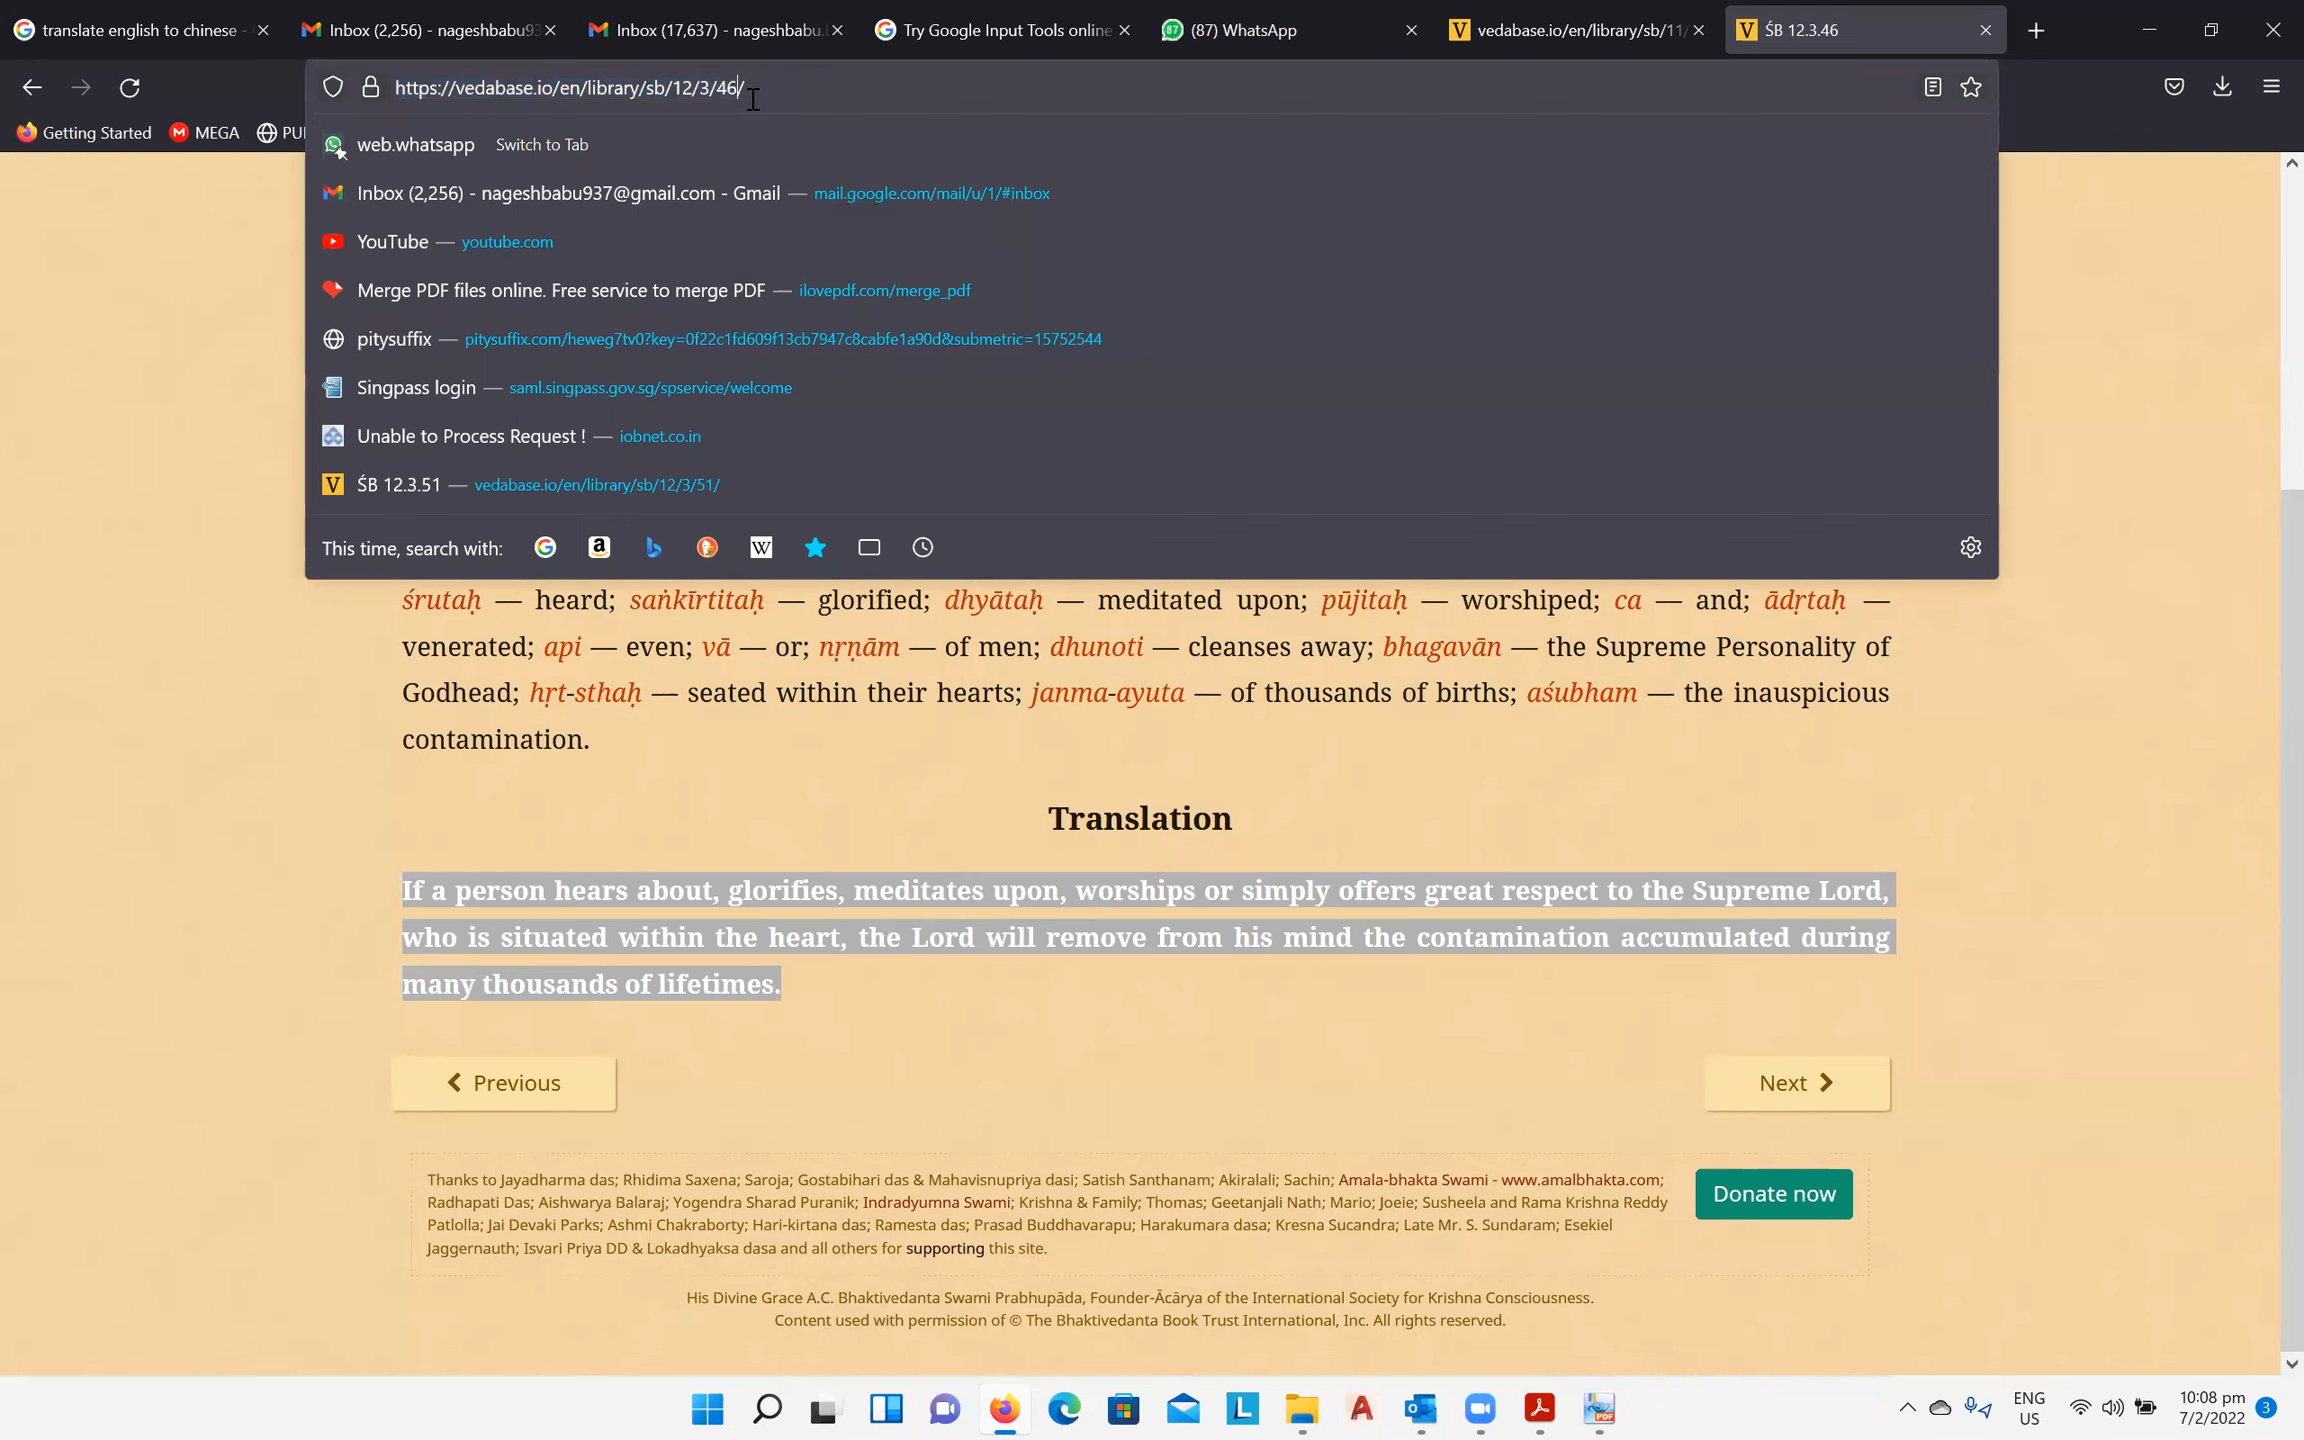 translate english to chinese -
Inbox (2,256) - nageshbabu93
Inbox (17,637) - nageshbabu.
Try Google Input Tools online
87
(87) WhatsApp
vedabase.io/en/library/sb/11/
ŚB 12.3.46
https://vedabase.io/en/library/sb/12/3/46/
Getting Started
MEGA
PU
web.whatsapp Switch to Tab
Inbox (2,256) - nageshbabu937@gmail.com - Gmail — mail.google.com/mail/u/1/#inbox
YouTube — youtube.com
Merge PDF files online. Free service to merge PDF — ilovepdf.com/merge_pdf
pitysuffix — pitysuffix.com/heweg7tv0?key=0f22c1fd609f13cb7947c8cabfe1a90d&submetric=15752544
Singpass login — saml.singpass.gov.sg/spservice/welcome
Unable to Process Request ! — iobnet.co.in
ŚB 12.3.51 — vedabase.io/en/library/sb/12/3/51/
This time, search with:
śrutaḥ — heard; saṅkīrtitaḥ — glorified; dhyātaḥ — meditated upon; pūjitaḥ — worshiped; ca — and; ādṛtaḥ —
venerated; api — even; vā — or; nṛṇām — of men; dhunoti — cleanses away; bhagavān — the Supreme Personality of
Godhead; hṛt-sthaḥ — seated within their hearts; janma-ayuta — of thousands of births; aśubham — the inauspicious
contamination.
Translation
If a person hears about, glorifies, meditates upon, worships or simply offers great respect to the Supreme Lord,
who is situated within the heart, the Lord will remove from his mind the contamination accumulated during
many thousands of lifetimes.
Previous
Next
Thanks to Jayadharma das; Rhidima Saxena; Saroja; Gostabihari das & Mahavisnupriya dasi; Satish Santhanam; Akiralali; Sachin; Amala-bhakta Swami - www.amalbhakta.com;
Radhapati Das; Aishwarya Balaraj; Yogendra Sharad Puranik; Indradyumna Swami; Krishna & Family; Thomas; Geetanjali Nath; Mario; Joeie; Susheela and Rama Krishna Reddy
Patlolla; Jai Devaki Parks; Ashmi Chakraborty; Hari-kirtana das; Ramesta das; Prasad Buddhavarapu; Harakumara dasa; Kresna Sucandra; Late Mr. S. Sundaram; Esekiel
Jaggernauth; Isvari Priya DD & Lokadhyaksa dasa and all others for supporting this site.
Donate now
His Divine Grace A.C. Bhaktivedanta Swami Prabhupāda, Founder-Ācārya of the International Society for Krishna Consciousness.
Content used with permission of © The Bhaktivedanta Book Trust International, Inc. All rights reserved.
ENG
US
10:08 pm
7/2/2022
3